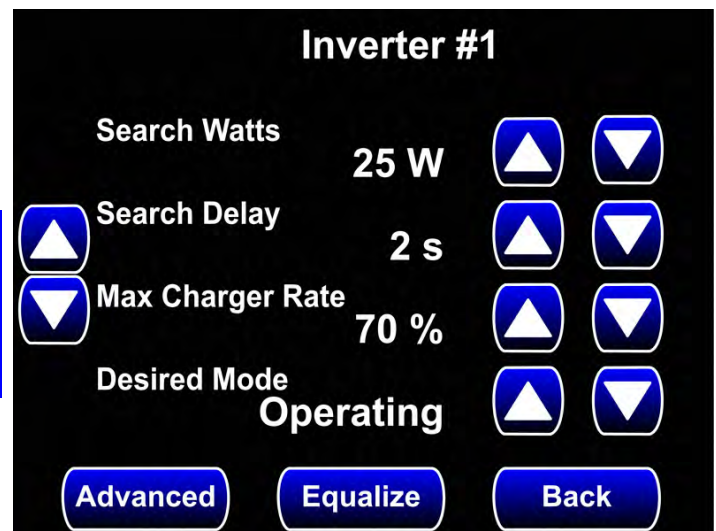 Inverter #1
Search Watts
25 W
Search Delay
2 s
Max Charger Rate
70 %
Desired Mode
Operating
Advanced
Equalize
Back